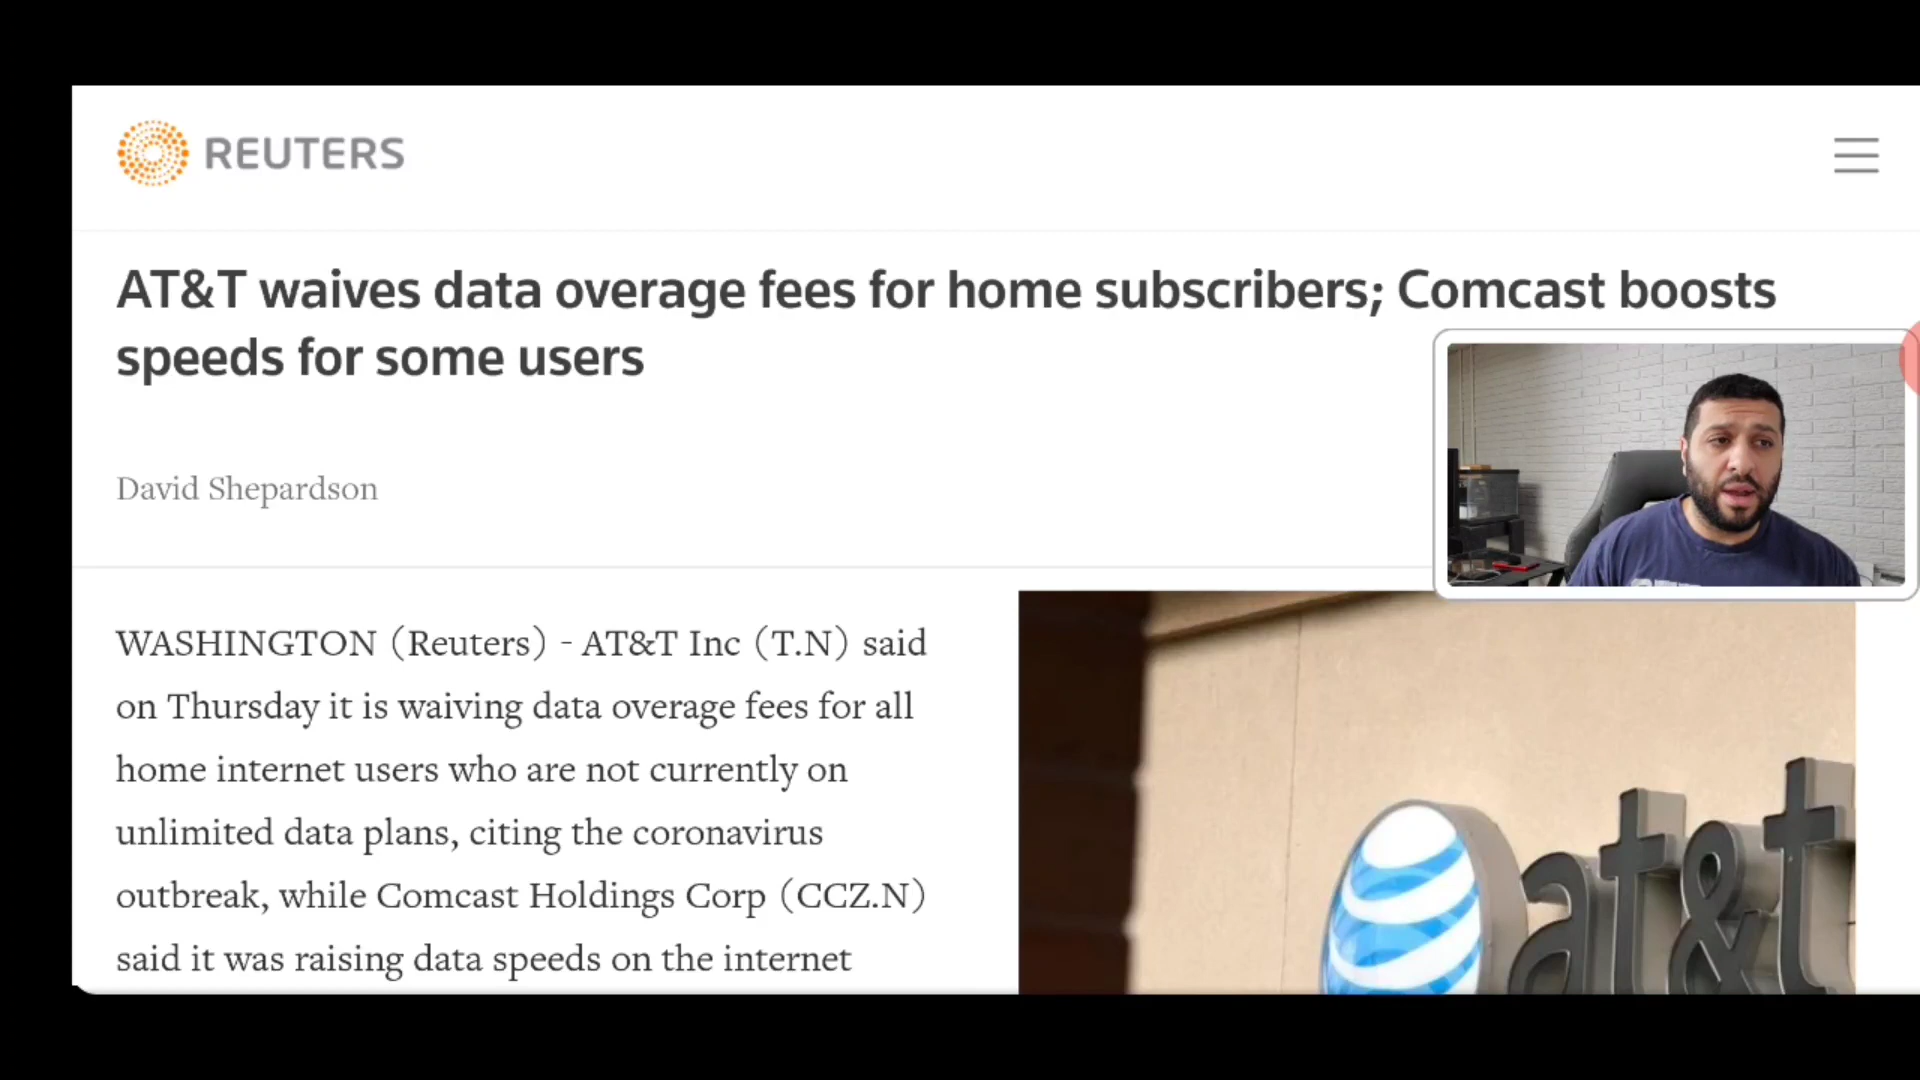 REUTERS
AT&T waives data overage fees for home subscribers; Comcast boosts
speeds for some users
David Shepardson
WASHINGTON (Reuters) - AT&T Inc (T.N) said
on Thursday it is waiving data overage fees for all
home internet users who are not currently on
unlimited data plans, citing the coronavirus
outbreak, while Comcast Holdings Corp (CCZ.N)
said it was raising data speeds on the internet
at&t